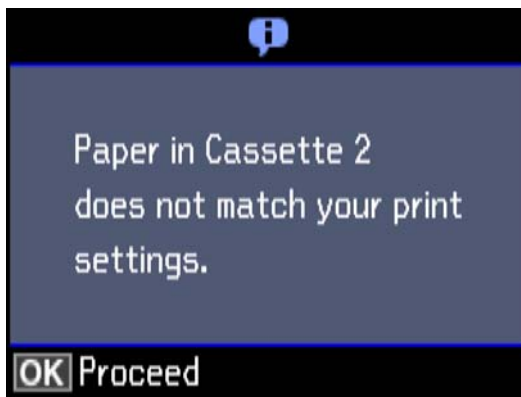 Paper in Cassette 2
does not match your print
settings.
OK Proceed